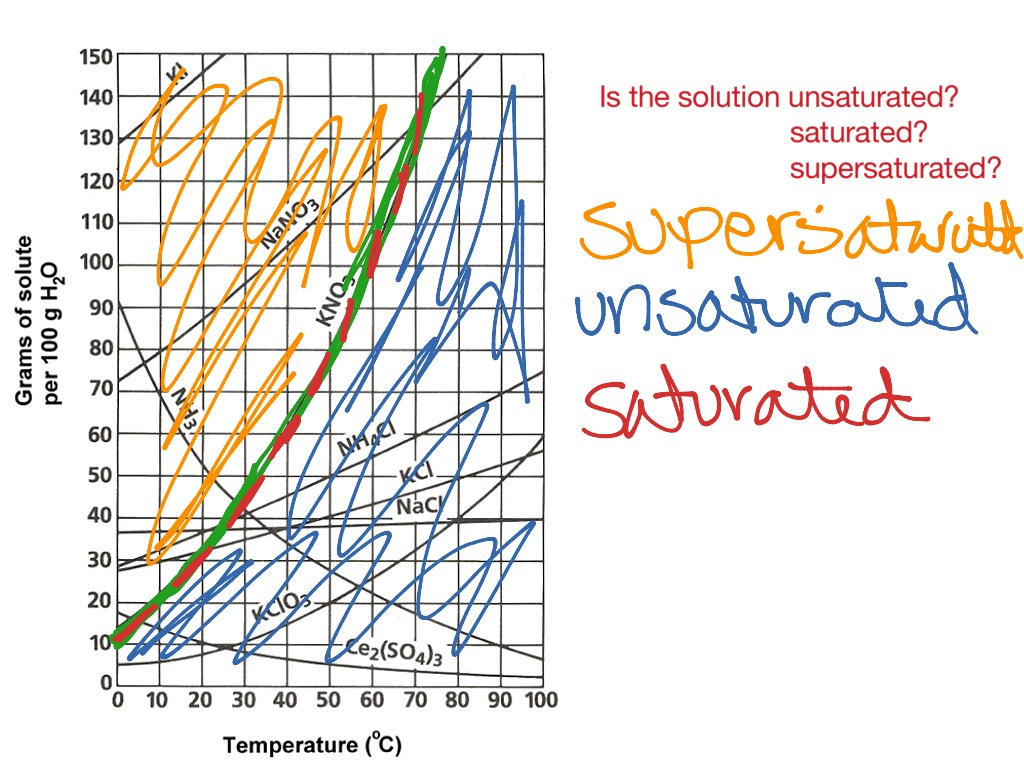 150
140
130
120
110
100
90
80
70
60
50
40
30
20
10
0
0 10 20 30 40 50 60 70 80 90 100
Grams of solute
per 100 g H₂O
Temperature (°C)
KI
NaNO₃
KNO₃
NH₃
NH₄Cl
KCl
NaCl
KClO₃
Ce₂(SO₄)₃
Is the solution unsaturated?
saturated?
supersaturated?
unsaturated
saturated